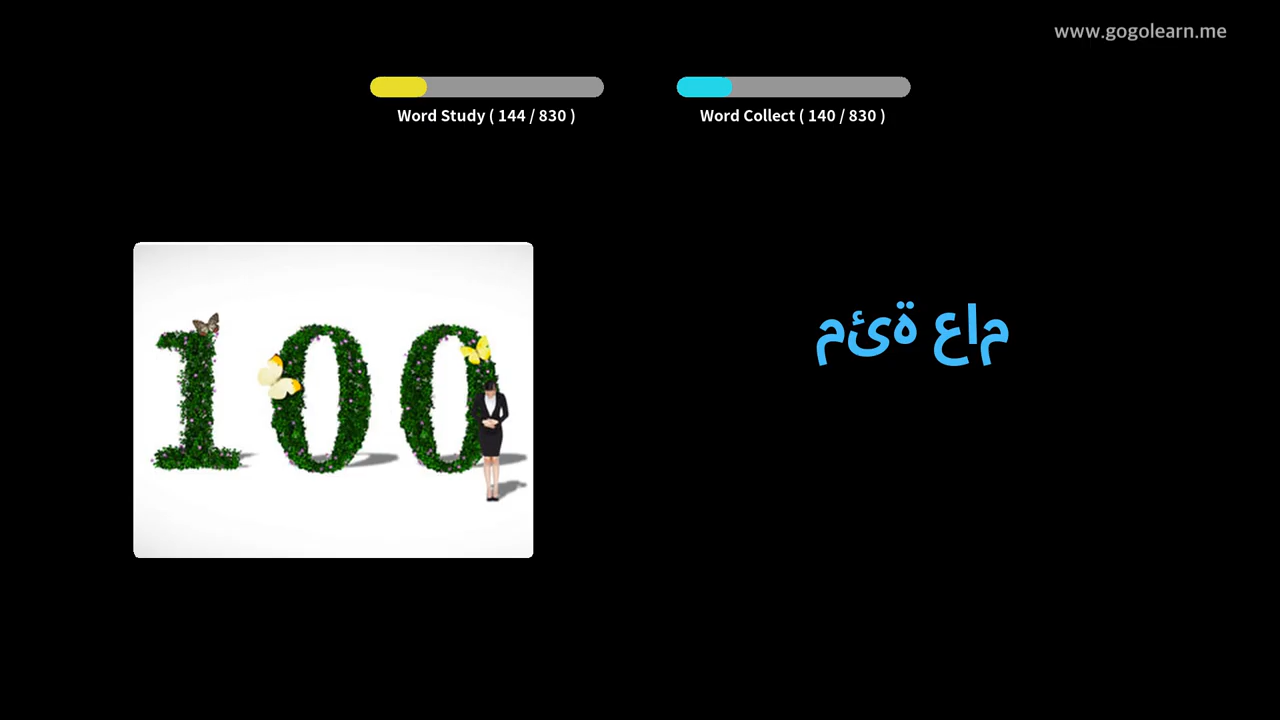 www.gogolearn.me
Word Study ( 144 / 830 )
Word Collect ( 140 / 830 )
100
مئة عام